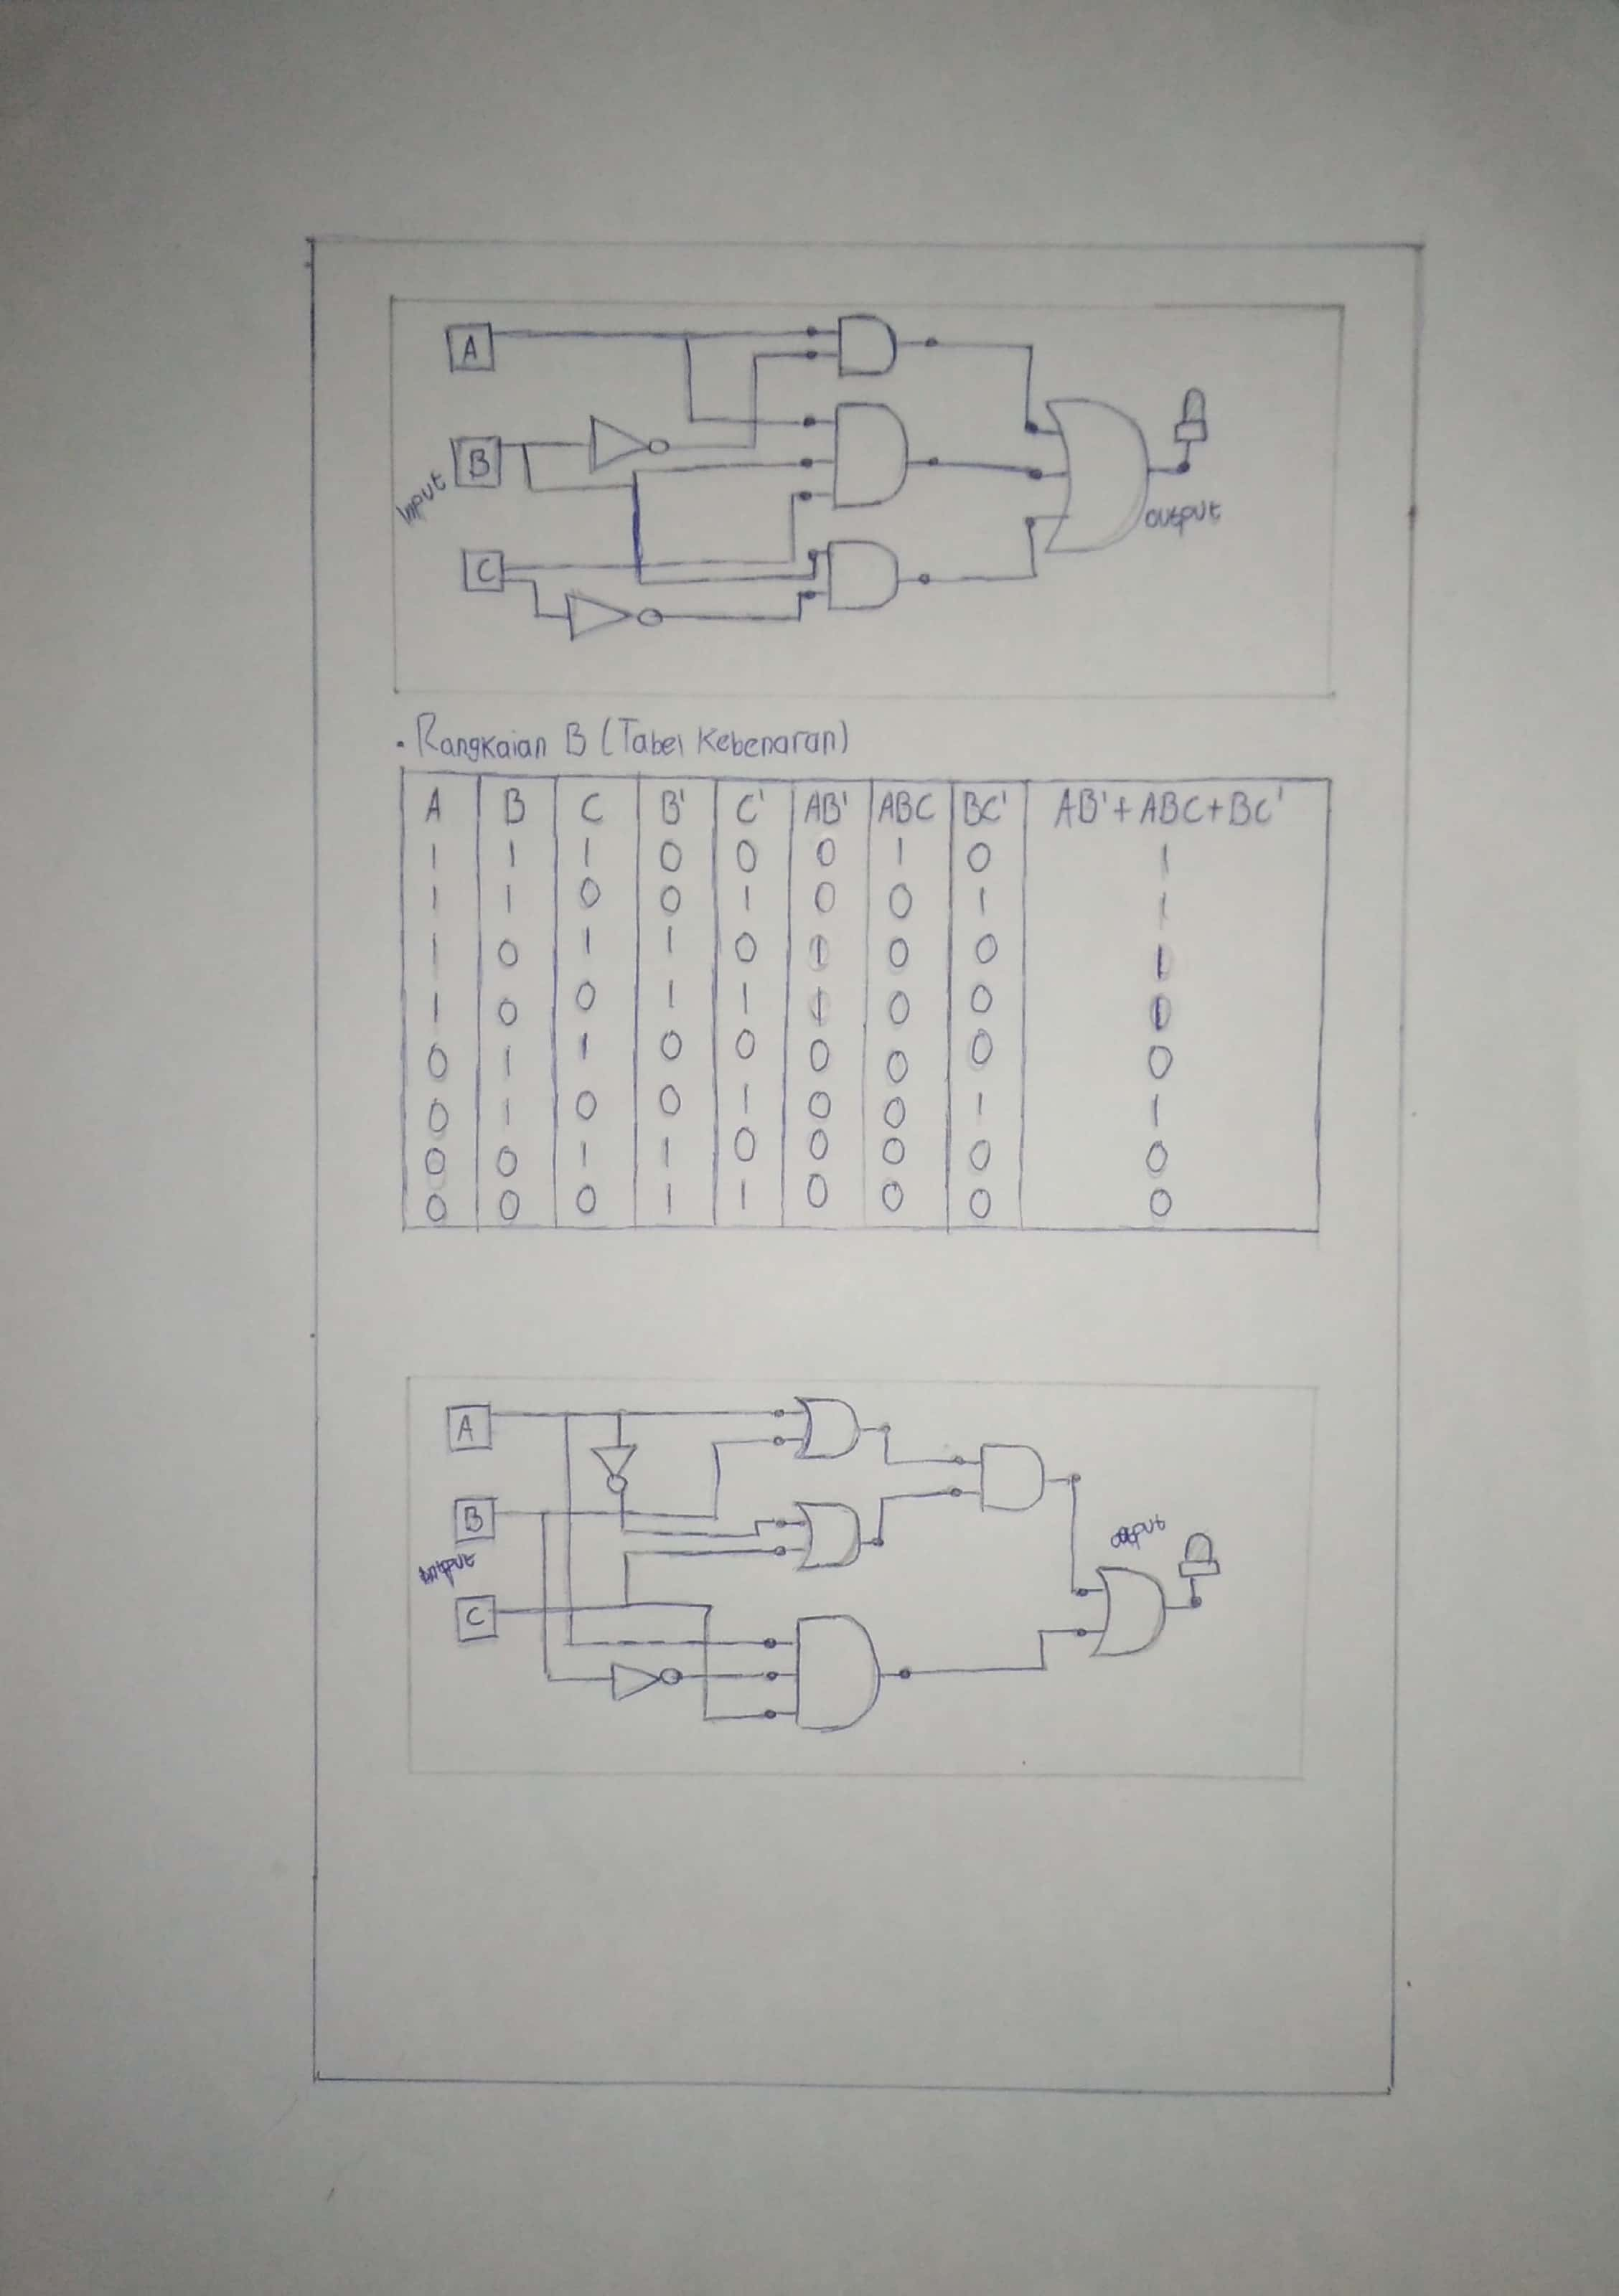 A
B
Input
C
output
. Rangkaian B (Tabel Kebenaran)
A B C B' C' AB' ABC BC' AB'+ABC+BC'
1 1 1 0 0 0 1 0 1
1 1 0 0 1 0 0 1 1
1 0 1 1 0 1 0 0 1
1 0 0 1 1 1 0 0 1
0 1 1 0 0 0 0 0 0
0 1 0 0 1 0 0 1 1
0 0 1 1 0 0 0 0 0
0 0 0 1 1 0 0 0 0
A
B
C